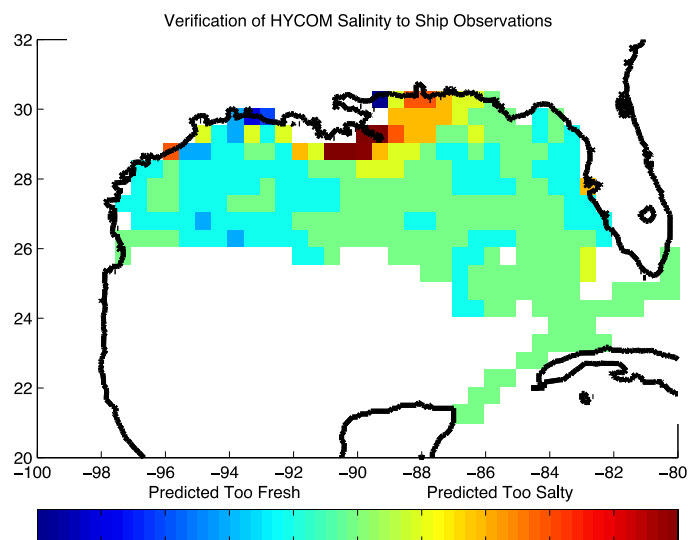 Verification of HYCOM Salinity to Ship Observations
32
30
28
26
24
22
20
−100 −98 −96 −94 −92 −90 −88 −86 −84 −82 −80
Predicted Too Fresh Predicted Too Salty